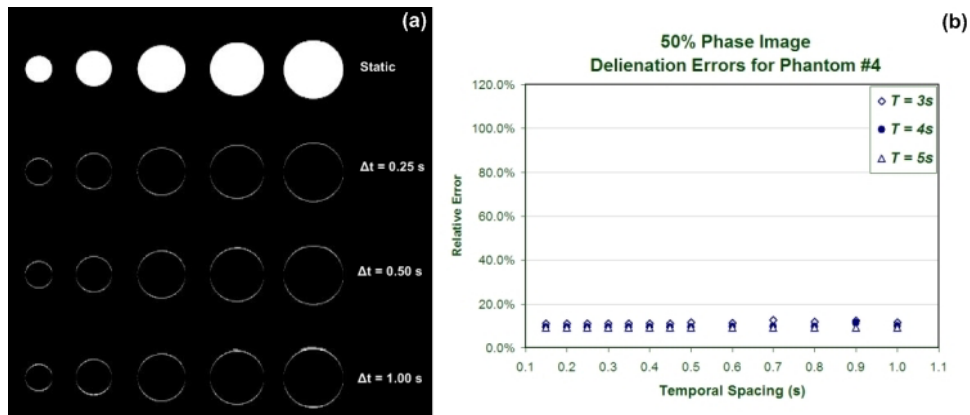 (a)
Static
Δt = 0.25 s
Δt = 0.50 s
Δt = 1.00 s
(b)
50% Phase Image
Delienation Errors for Phantom #4
120.0%
100.0%
80.0%
60.0%
40.0%
20.0%
0.0%
Relative Error
T = 3s
T = 4s
T = 5s
0.1 0.2 0.3 0.4 0.5 0.6 0.7 0.8 0.9 1.0 1.1
Temporal Spacing (s)